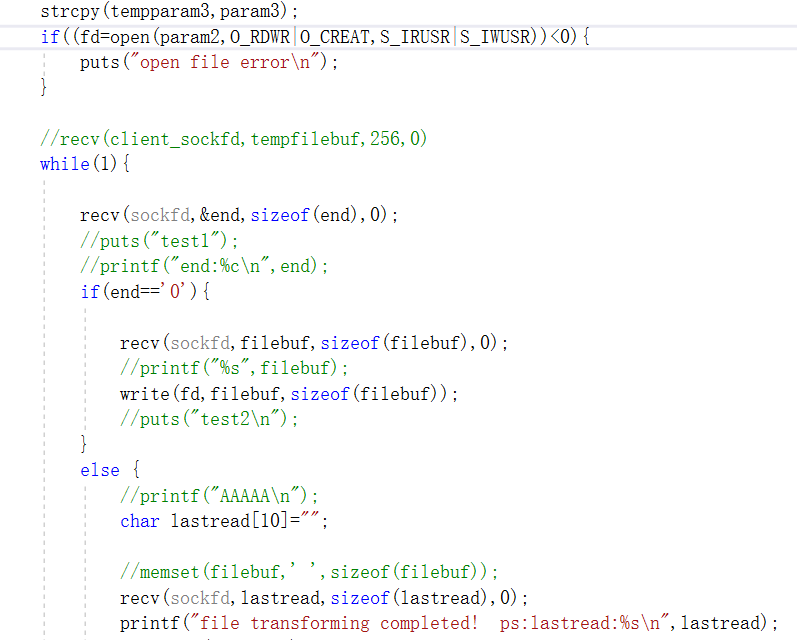 strcpy(tempparam3,param3);
if((fd=open(param2,O_RDWR|O_CREAT,S_IRUSR|S_IWUSR))<0){
puts("open file error\n");
}
//recv(client_sockfd,tempfilebuf,256,0)
while(1){
recv(sockfd,&end,sizeof(end),0);
//puts("test1");
//printf("end:%c\n",end);
if(end=='0'){
recv(sockfd,filebuf,sizeof(filebuf),0);
//printf("%s",filebuf);
write(fd,filebuf,sizeof(filebuf));
//puts("test2\n");
}
else {
//printf("AAAAA\n");
char lastread[10]="";
//memset(filebuf,' ',sizeof(filebuf));
recv(sockfd,lastread,sizeof(lastread),0);
printf("file transforming completed!  ps:lastread:%s\n",lastread);